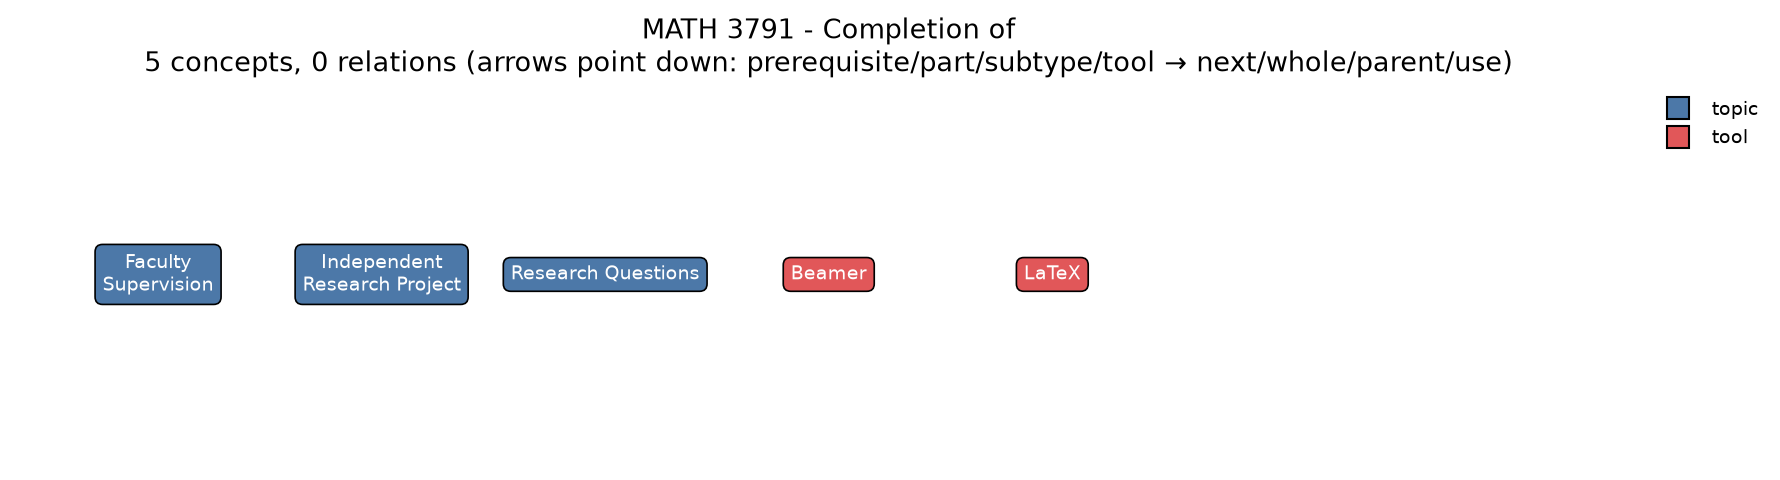 MATH 3791 - Completion of
5 concepts, 0 relations (arrows point down: prerequisite/part/subtype/tool → next/whole/parent/use)
topic
tool
Faculty
Supervision
Independent
Research Project
Research Questions
Beamer
LaTeX